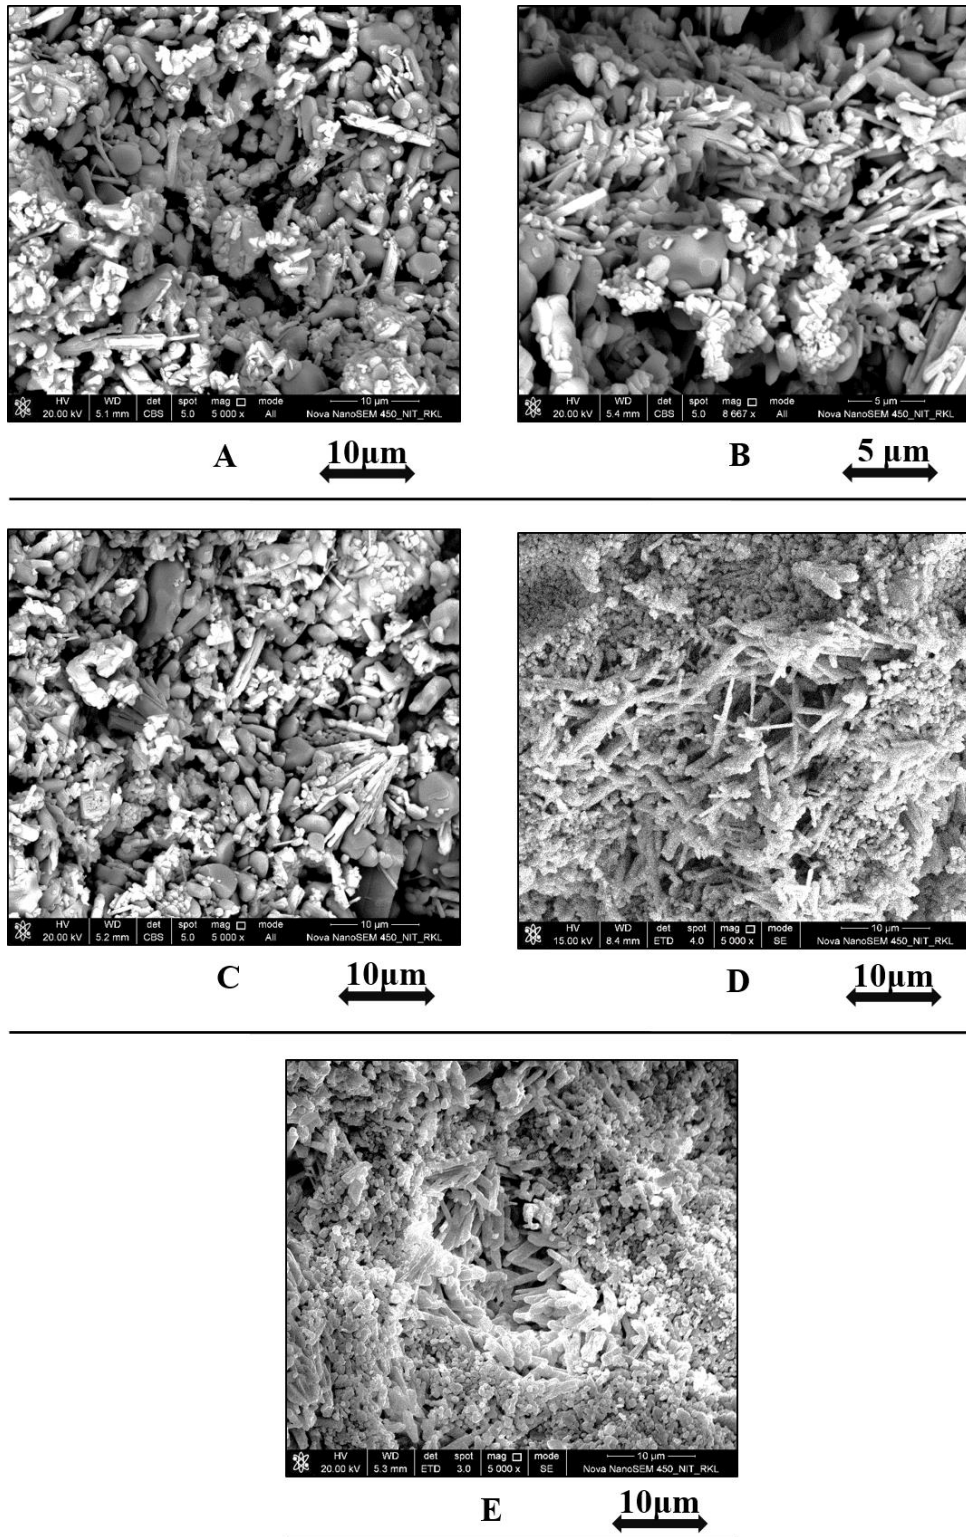 HV WD det spot mag mode 10 µm
20.00 kV 5.1 mm CBS 5.0 5 000 x All Nova NanoSEM 450_NIT_RKL
HV WD det spot mag mode 5 µm
20.00 kV 5.4 mm CBS 5.0 8 667 x All Nova NanoSEM 450_NIT_RKL
A 10µm
B 5 µm
HV WD det spot mag mode 10 µm
20.00 kV 5.2 mm CBS 5.0 5 000 x All Nova NanoSEM 450_NIT_RKL
HV WD det spot mag mode 10 µm
15.00 kV 8.4 mm ETD 4.0 5 000 x SE Nova NanoSEM 450_NIT_RKL
C 10µm
D 10µm
HV WD det spot mag mode 10 µm
20.00 kV 5.3 mm ETD 3.0 5 000 x SE Nova NanoSEM 450_NIT_RKL
E 10µm